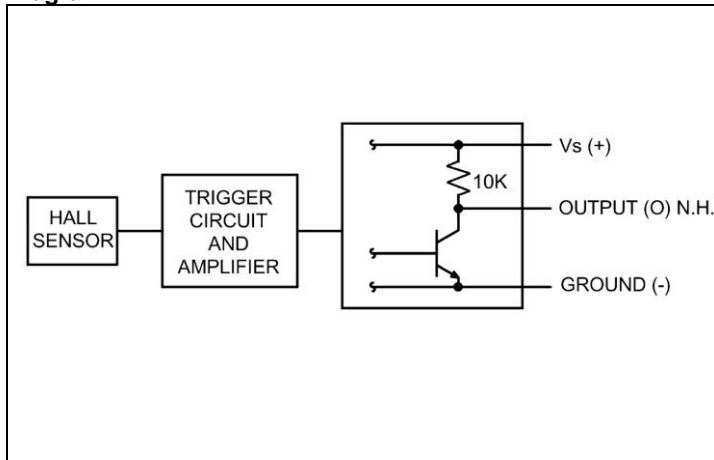 HALL
SENSOR
TRIGGER
CIRCUIT
AND
AMPLIFIER
10K
Vs (+)
OUTPUT (O) N.H.
GROUND (-)